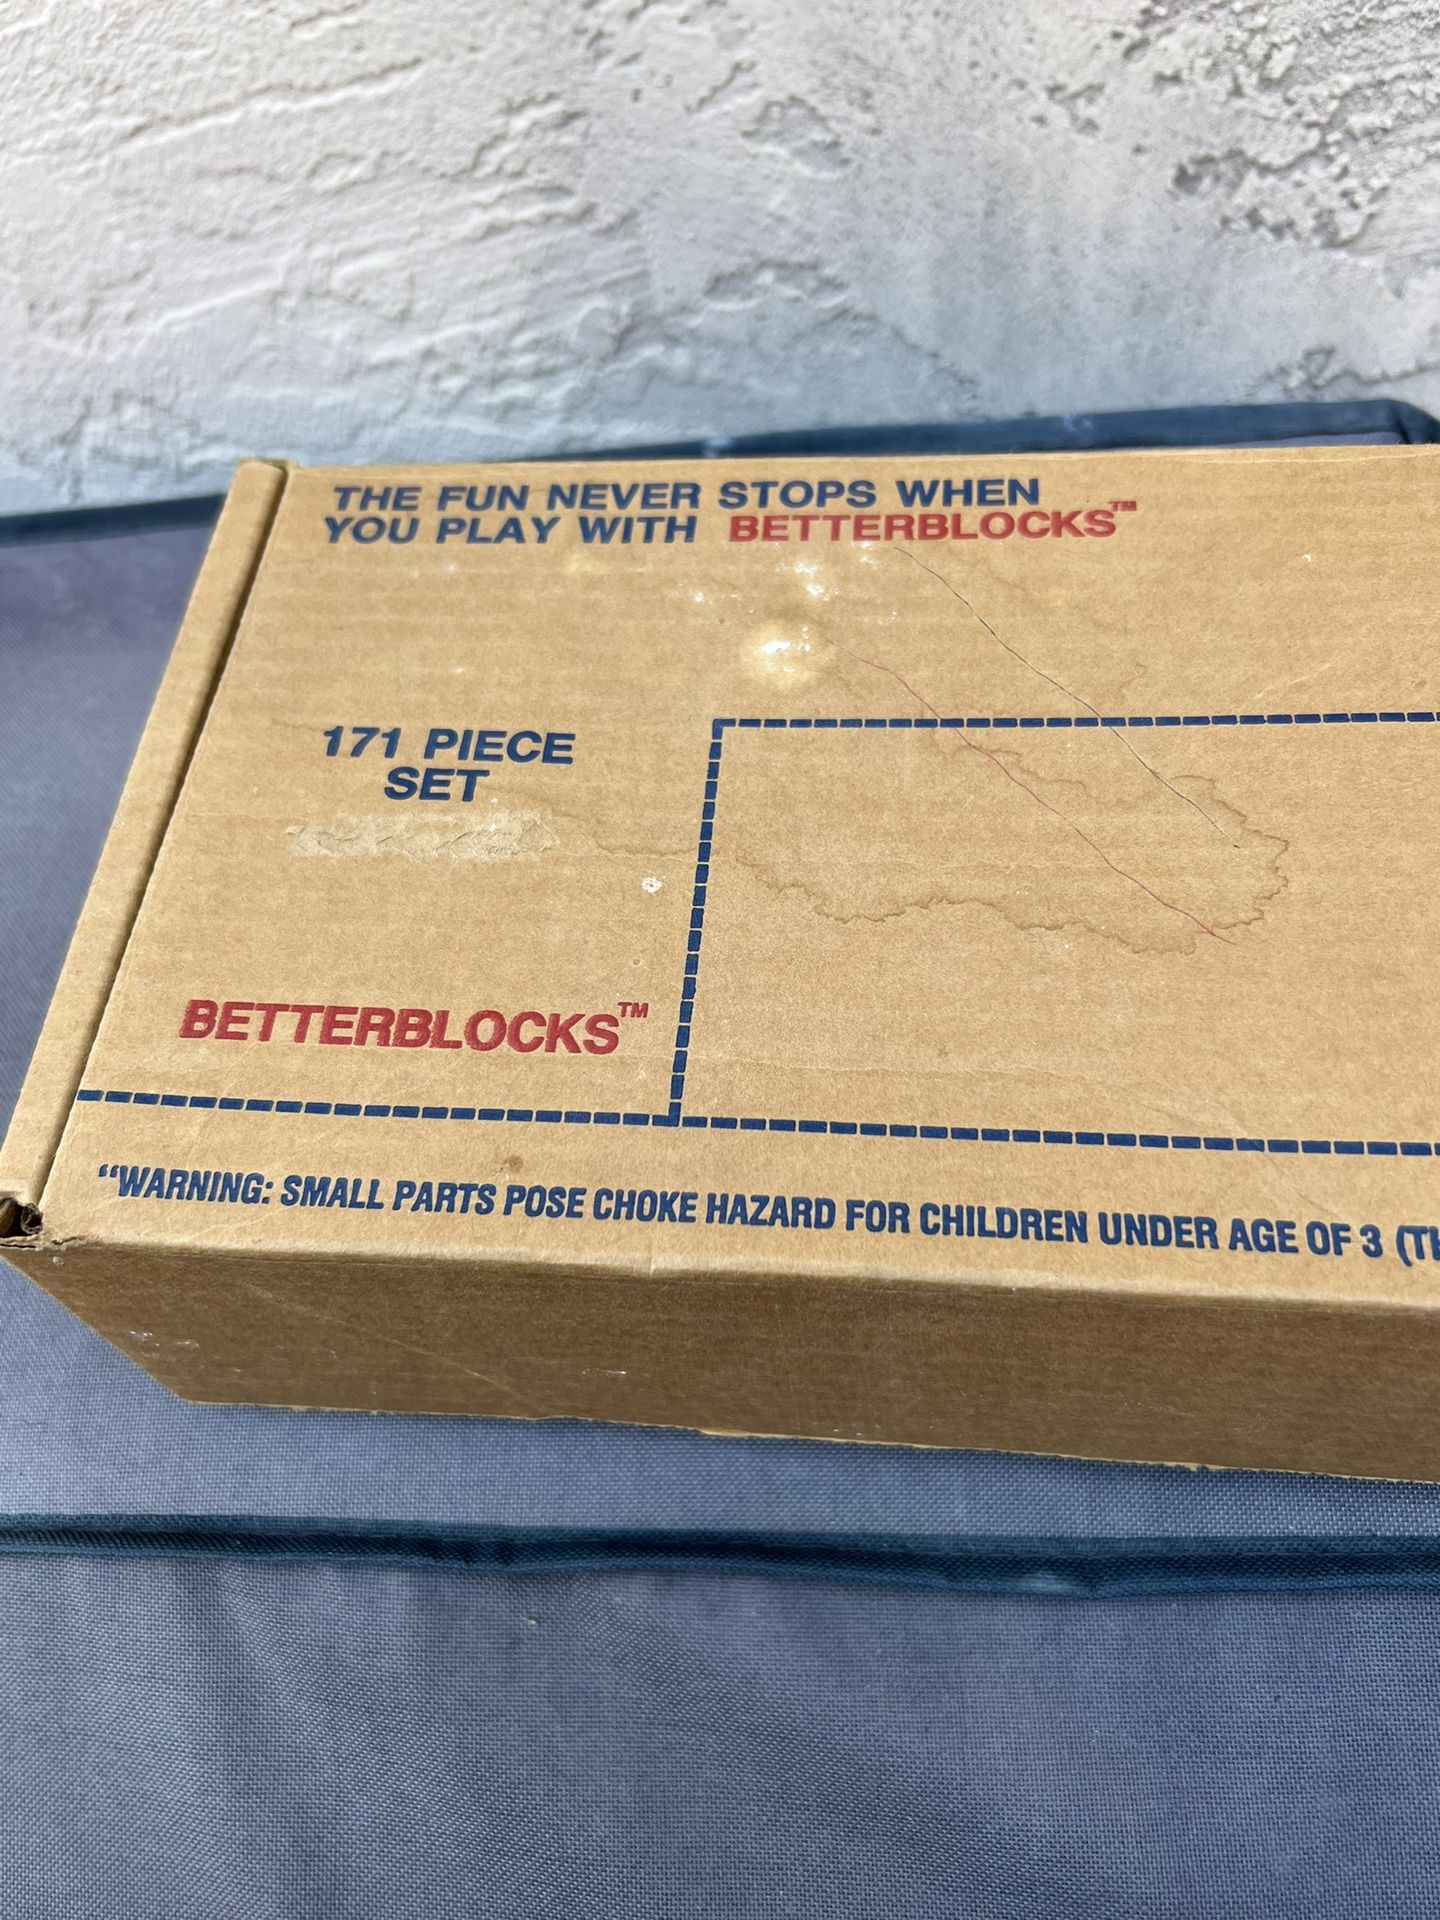 THE FUN NEVER STOPS WHEN
YOU PLAY WITH BETTERBLOCKS™
171 PIECE
SET
BETTERBLOCKS™
“WARNING: SMALL PARTS POSE CHOKE HAZARD FOR CHILDREN UNDER AGE OF 3